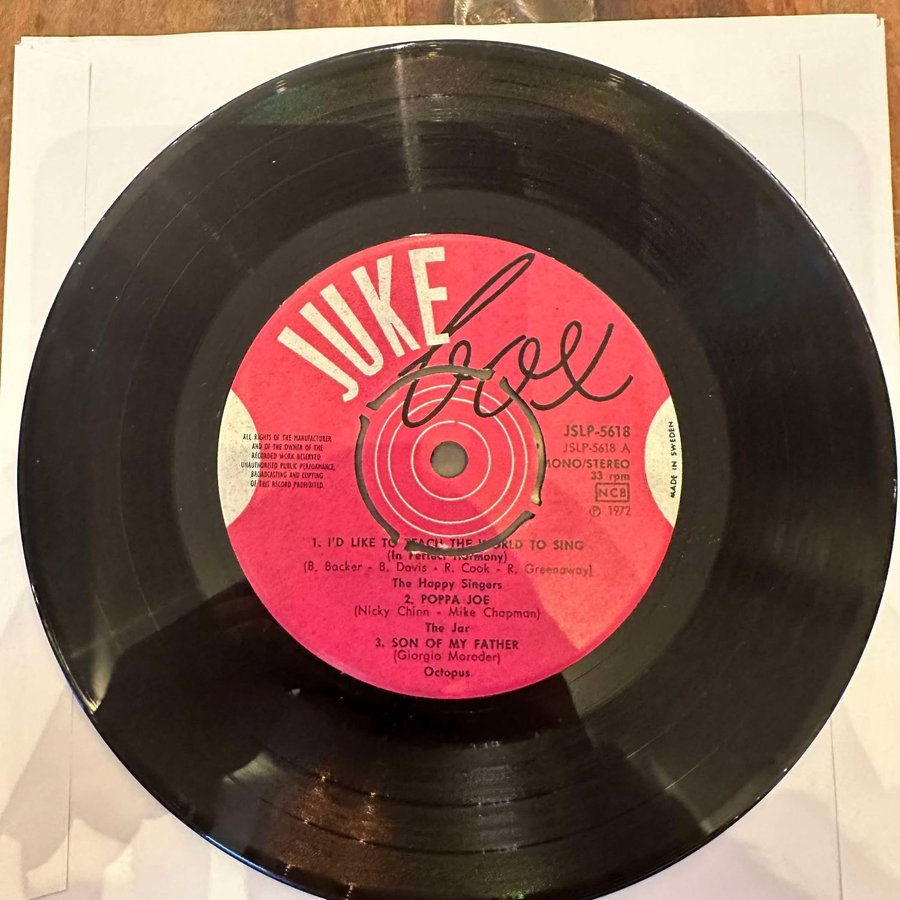 JUKE box
ALL RIGHTS OF THE MANUFACTURER
AND OF THE OWNER OF THE
RECORDED WORK RESERVED
UNAUTHORISED PUBLIC PERFORMANCE,
BROADCASTING AND COPYING
OF THIS RECORD PROHIBITED.
JSLP-5618
JSLP-5618 A
MONO/STEREO
33 rpm
NCB
℗ 1972
MADE IN SWEDEN
1. I'D LIKE TO TEACH THE WORLD TO SING
(In Perfect Harmony)
(B. Backer - B. Davis - R. Cook - R. Greenaway)
The Happy Singers
2. POPPA JOE
(Nicky Chinn - Mike Chapman)
The Jar
3. SON OF MY FATHER
(Giorgio Moroder)
Octopus